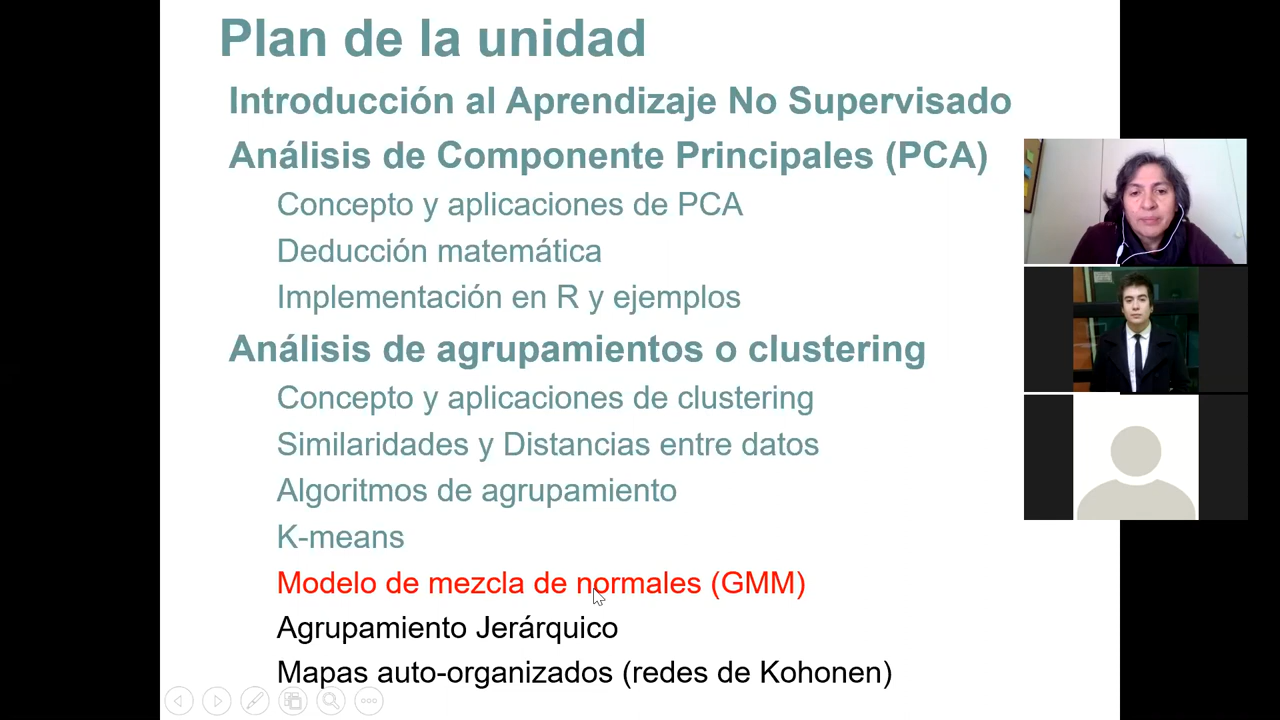 Plan de la unidad
Introducción al Aprendizaje No Supervisado
Análisis de Componente Principales (PCA)
Concepto y aplicaciones de PCA
Deducción matemática
Implementación en R y ejemplos
Análisis de agrupamientos o clustering
Concepto y aplicaciones de clustering
Similaridades y Distancias entre datos
Algoritmos de agrupamiento
K-means
Modelo de mezcla de normales (GMM)
Agrupamiento Jerárquico
Mapas auto-organizados (redes de Kohonen)